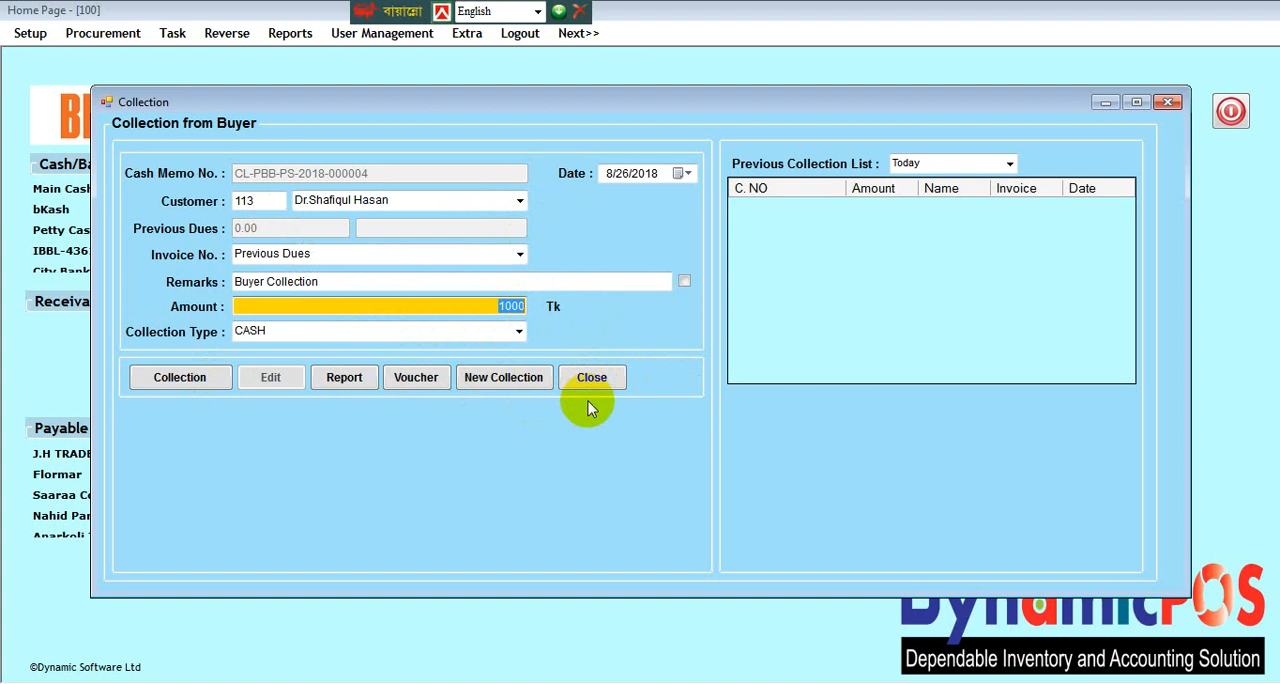 Home Page - [100]
বায়ান্নো
English
Setup Procurement Task Reverse Reports User Management Extra Logout Next>>
Collection
Collection from Buyer
Cash Memo No. : CL-PBB-PS-2018-000004 Date : 8/26/2018
Customer : 113 Dr.Shafiqul Hasan
Previous Dues : 0.00
Invoice No. : Previous Dues
Remarks : Buyer Collection
Amount : 1000 Tk
Collection Type : CASH
Collection Edit Report Voucher New Collection Close
Previous Collection List : Today
C. NO Amount Name Invoice Date
Cash/Ba
Main Cash
bKash
Petty Cas
IBBL-436
City Bank
Receiva
Payable
J.H TRADE
Flormar
Saaraa Co
Nahid Par
Anarkoli
DynamicPOS
Dependable Inventory and Accounting Solution
©Dynamic Software Ltd